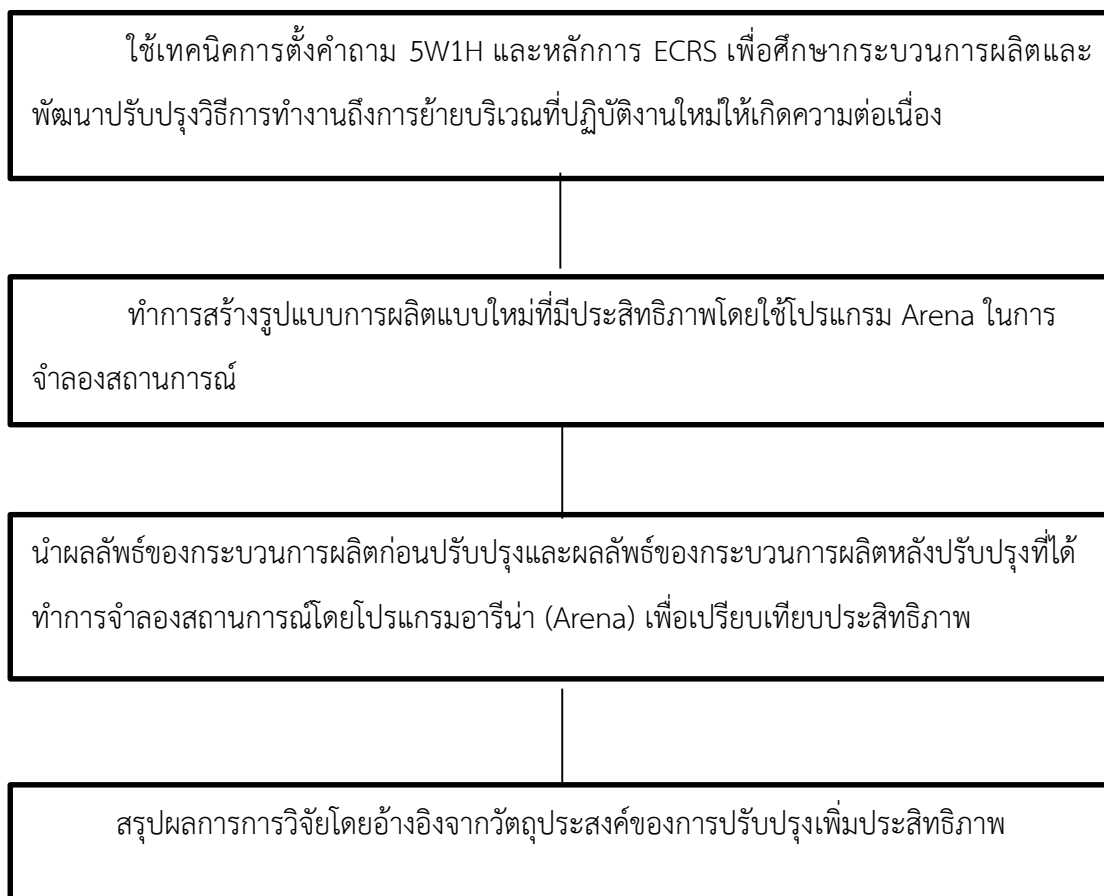 ใช้เทคนิคการตั้งคำถาม 5W1H และหลักการ ECRS เพื่อศึกษากระบวนการผลิตและ
พัฒนาปรับปรุงวิธีการทำงานถึงการย้ายบริเวณที่ปฏิบัติงานใหม่ให้เกิดความต่อเนื่อง
ทำการสร้างรูปแบบการผลิตแบบใหม่ที่มีประสิทธิภาพโดยใช้โปรแกรม Arena ในการ
จำลองสถานการณ์
นำผลลัพธ์ของกระบวนการผลิตก่อนปรับปรุงและผลลัพธ์ของกระบวนการผลิตหลังปรับปรุงที่ได้
ทำการจำลองสถานการณ์โดยโปรแกรมอารีน่า (Arena) เพื่อเปรียบเทียบประสิทธิภาพ
สรุปผลการการวิจัยโดยอ้างอิงจากวัตถุประสงค์ของการปรับปรุงเพิ่มประสิทธิภาพ